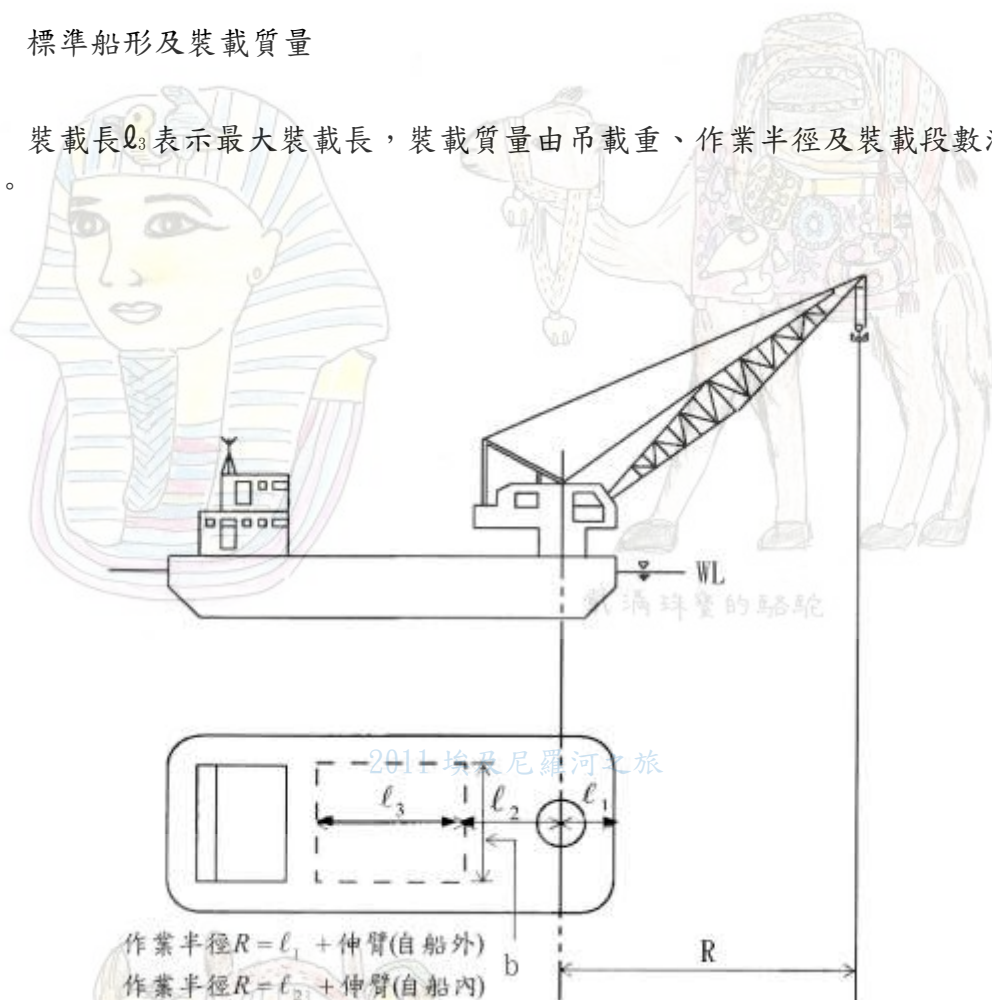 標準船形及裝載質量
裝載長ℓ₃表示最大裝載長,裝載質量由吊載重、作業半徑及裝載段數
。
WL
戴滿珠寶的駱駝
2011 埃及尼羅河之旅
ℓ₃
ℓ₂
ℓ₁
作業半徑R=ℓ₁+伸臂(自船外)
b
R
作業半徑R=ℓ₂+伸臂(自船內)